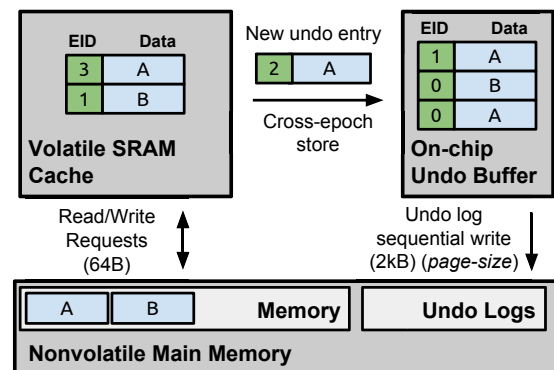 EID Data
3 A
1 B
Volatile SRAM
Cache
New undo entry
2 A
Cross-epoch
store
EID Data
1 A
0 B
0 A
On-chip
Undo Buffer
Read/Write
Requests
(64B)
Undo log
sequential write
(2kB) (page-size)
A B Memory
Undo Logs
Nonvolatile Main Memory